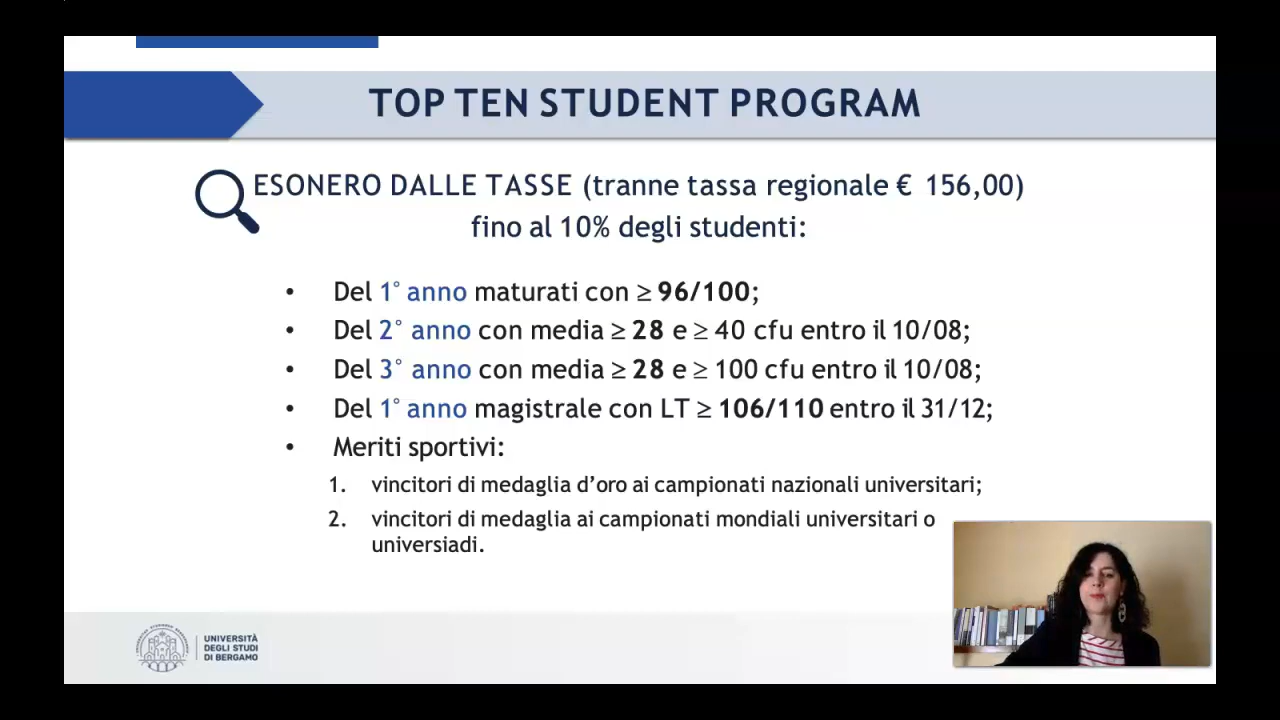 TOP TEN STUDENT PROGRAM
ESONERO DALLE TASSE (tranne tassa regionale € 156,00)
fino al 10% degli studenti:
• Del 1° anno maturati con ≥ 96/100;
• Del 2° anno con media ≥ 28 e ≥ 40 cfu entro il 10/08;
• Del 3° anno con media ≥ 28 e ≥ 100 cfu entro il 10/08;
• Del 1° anno magistrale con LT ≥ 106/110 entro il 31/12;
• Meriti sportivi:
1. vincitori di medaglia d'oro ai campionati nazionali universitari;
2. vincitori di medaglia ai campionati mondiali universitari o
universiadi.
UNIVERSITÀ
DEGLI STUDI
DI BERGAMO